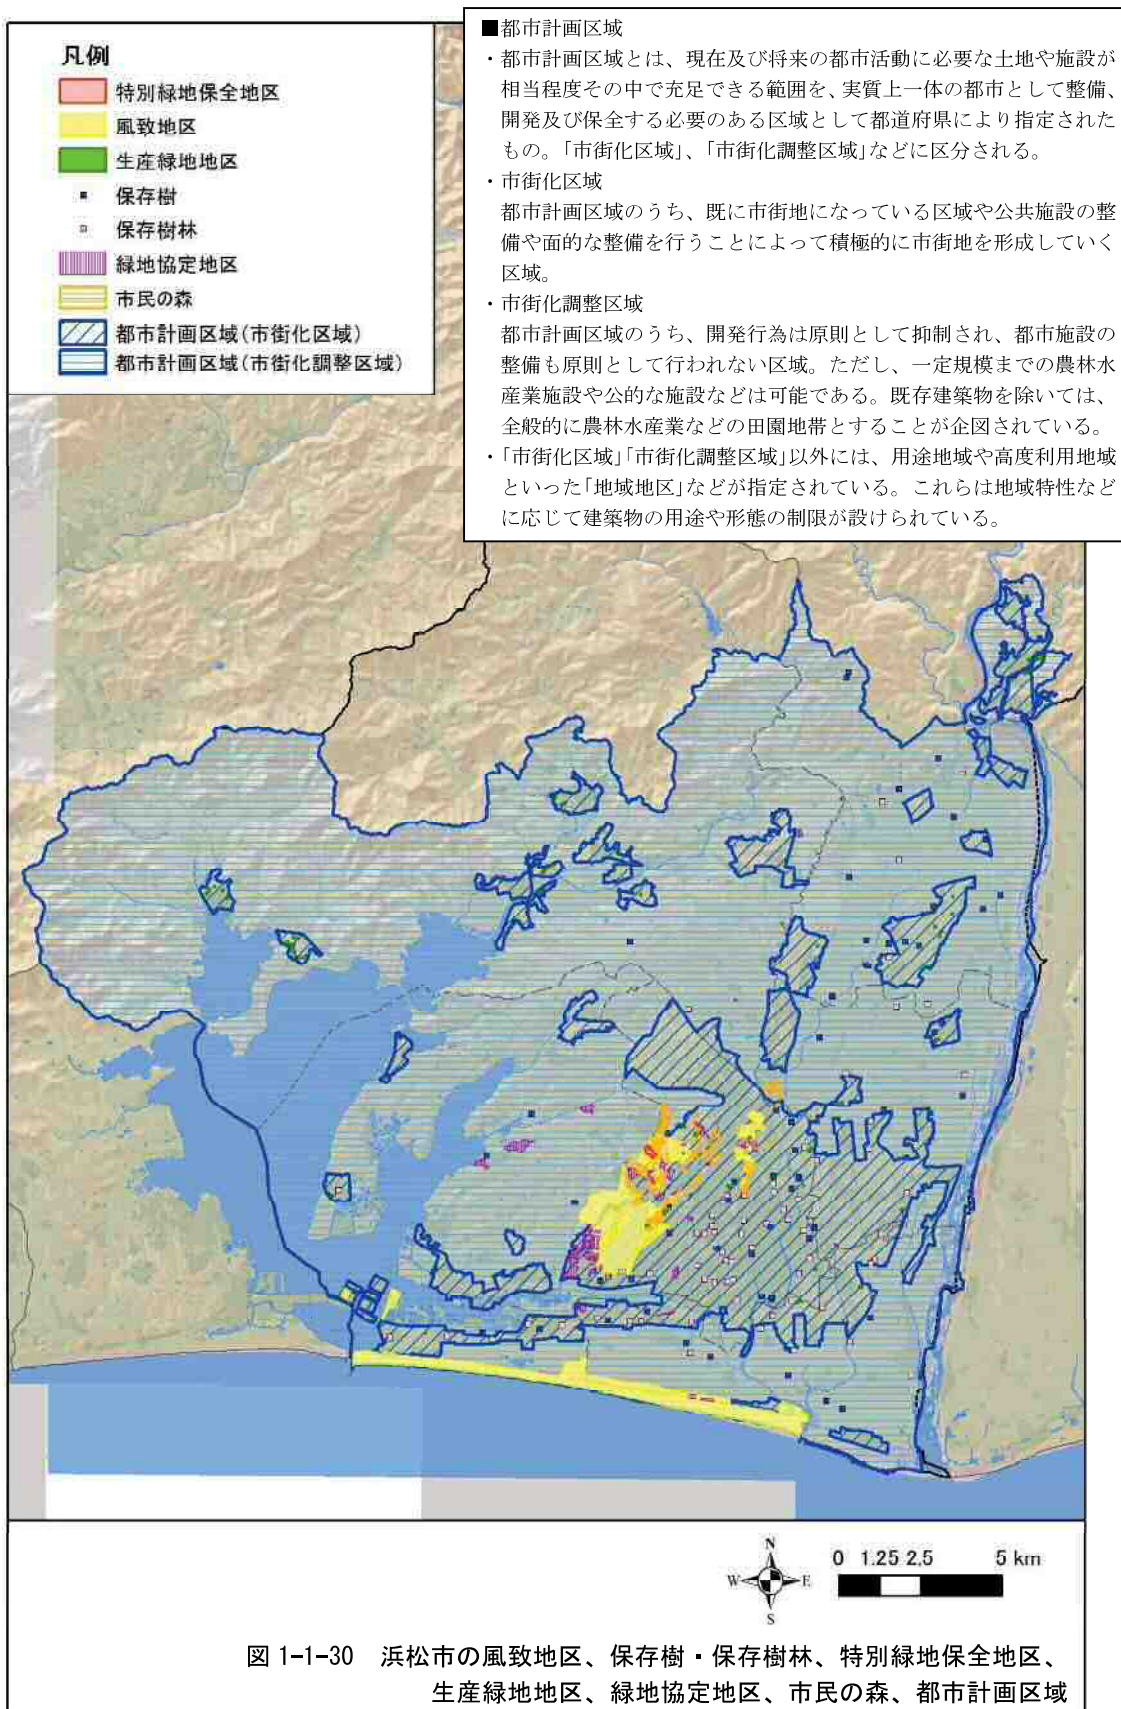 凡例
特別緑地保全地区
風致地区
生産緑地地区
保存樹
保存樹林
緑地協定地区
市民の森
都市計画区域(市街化区域)
都市計画区域(市街化調整区域)
■都市計画区域
・都市計画区域とは、現在及び将来の都市活動に必要な土地や施設が
相当程度その中で充足できる範囲を、実質上一体の都市として整備、
開発及び保全する必要のある区域として都道府県により指定された
もの。「市街化区域」、「市街化調整区域」などに区分される。
・市街化区域
都市計画区域のうち、既に市街地になっている区域や公共施設の整
備や面的な整備を行うことによって積極的に市街地を形成していく
区域。
・市街化調整区域
都市計画区域のうち、開発行為は原則として抑制され、都市施設の
整備も原則として行われない区域。ただし、一定規模までの農林水
産業施設や公的な施設などは可能である。既存建築物を除いては、
全般的に農林水産業などの田園地帯とすることが企図されている。
・「市街化区域」「市街化調整区域」以外には、用途地域や高度利用地域
といった「地域地区」などが指定されている。これらは地域特性など
に応じて建築物の用途や形態の制限が設けられている。
N
W E
S
0 1.25 2.5 5 km
図 1-1-30 浜松市の風致地区、保存樹・保存樹林、特別緑地保全地区、
生産緑地地区、緑地協定地区、市民の森、都市計画区域